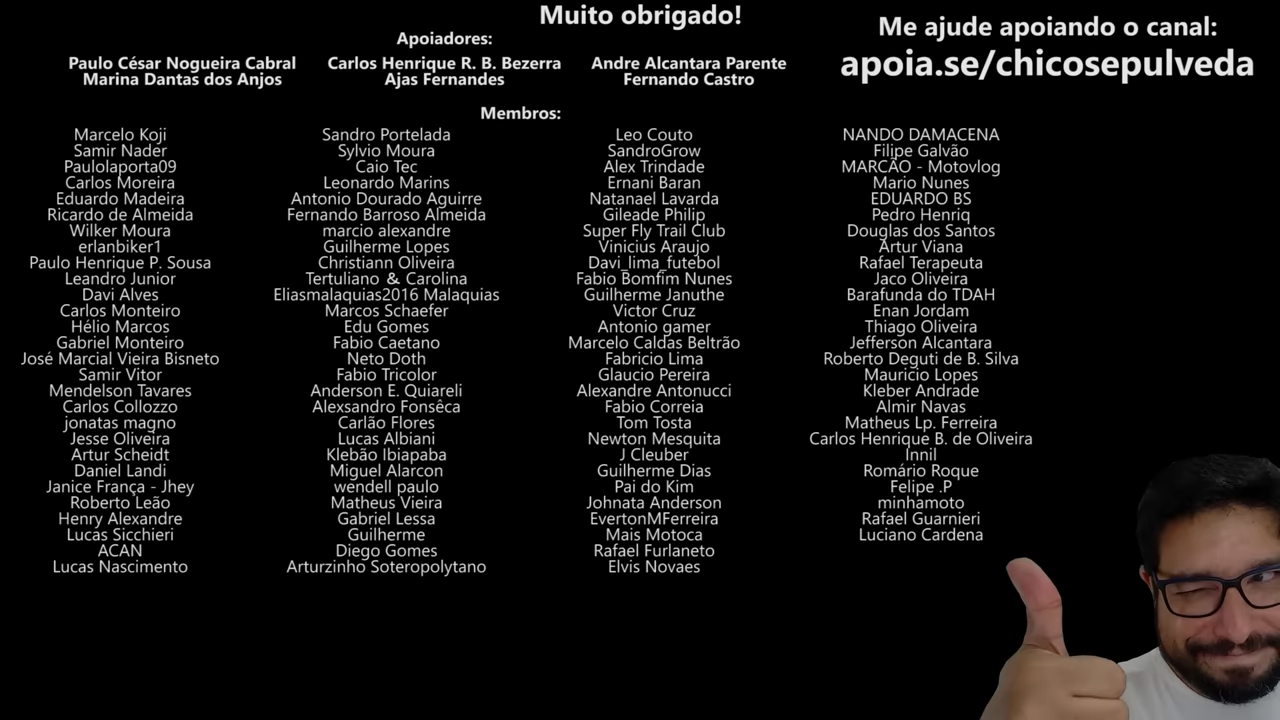 Muito obrigado!
Me ajude apoiando o canal:
apoia.se/chicosepulveda
Apoiadores:
Paulo César Nogueira Cabral
Marina Dantas dos Anjos
Carlos Henrique R. B. Bezerra
Ajas Fernandes
Andre Alcantara Parente
Fernando Castro
Membros:
Marcelo Koji
Samir Nader
Paulolaporta09
Carlos Moreira
Eduardo Madeira
Ricardo de Almeida
Wilker Moura
erlanbiker1
Paulo Henrique P. Sousa
Leandro Junior
Davi Alves
Carlos Monteiro
Hélio Marcos
Gabriel Monteiro
José Marcial Vieira Bisneto
Samir Vitor
Mendelson Tavares
Carlos Collozzo
jonatas magno
Jesse Oliveira
Artur Scheidt
Daniel Landi
Janice França - Jhey
Roberto Leão
Henry Alexandre
Lucas Sicchieri
ACAN
Lucas Nascimento
Sandro Portelada
Sylvio Moura
Caio Tec
Leonardo Marins
Antonio Dourado Aguirre
Fernando Barroso Almeida
marcio alexandre
Guilherme Lopes
Christiann Oliveira
Tertuliano & Carolina
Eliasmalaquias2016 Malaquias
Marcos Schaefer
Edu Gomes
Fabio Caetano
Neto Doth
Fabio Tricolor
Anderson E. Quiareli
Alexsandro Fonsêca
Carlão Flores
Lucas Albiani
Klebão Ibiapaba
Miguel Alarcon
wendell paulo
Matheus Vieira
Gabriel Lessa
Guilherme
Diego Gomes
Arturzinho Soteropolytano
Leo Couto
SandroGrow
Alex Trindade
Ernani Baran
Natanael Lavarda
Gileade Philip
Super Fly Trail Club
Vinicius Araujo
Davi_lima_futebol
Fabio Bomfim Nunes
Guilherme Januthe
Victor Cruz
Antonio gamer
Marcelo Caldas Beltrão
Fabricio Lima
Glaucio Pereira
Alexandre Antonucci
Fabio Correia
Tom Tosta
Newton Mesquita
J Cleuber
Guilherme Dias
Pai do Kim
Johnata Anderson
EvertonMFerreira
Mais Motoca
Rafael Furlaneto
Elvis Novaes
NANDO DAMACENA
Filipe Galvão
MARCÃO - Motovlog
Mario Nunes
EDUARDO BS
Pedro Henriq
Douglas dos Santos
Artur Viana
Rafael Terapeuta
Jaco Oliveira
Barafunda do TDAH
Enan Jordam
Thiago Oliveira
Jefferson Alcantara
Roberto Deguti de B. Silva
Mauricio Lopes
Kleber Andrade
Almir Navas
Matheus Lp. Ferreira
Carlos Henrique B. de Oliveira
Innil
Romário Roque
Felipe .P
minhamoto
Rafael Guarnieri
Luciano Cardena